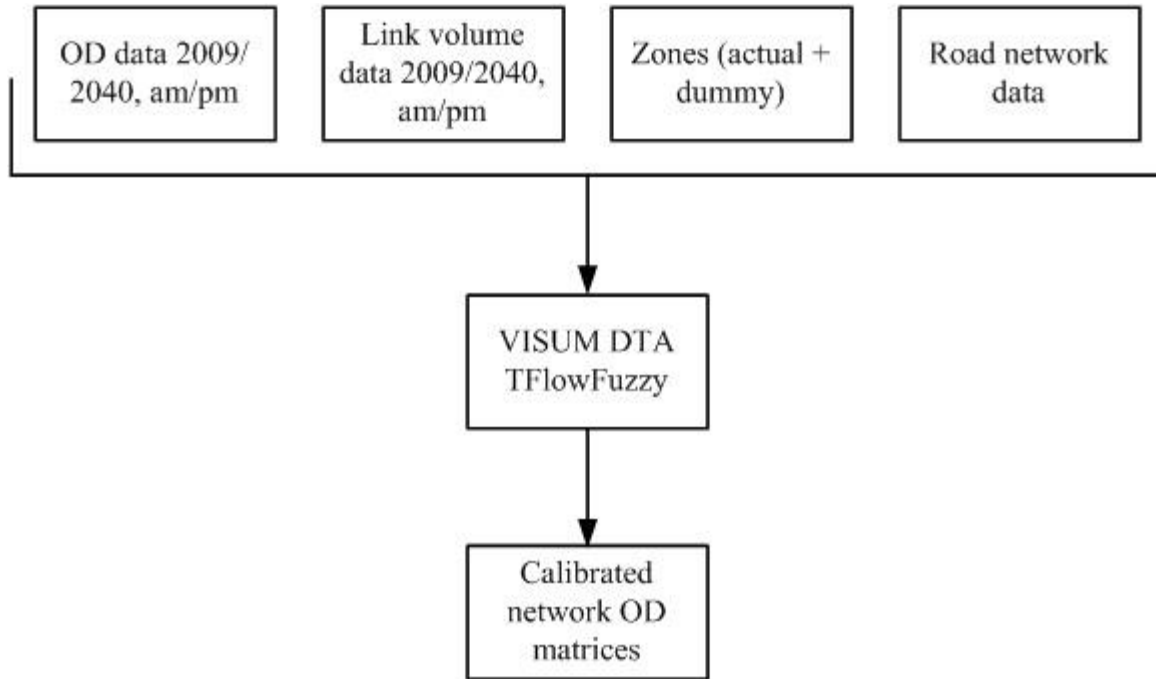 OD data 2009/
2040, am/pm
Link volume
data 2009/2040,
am/pm
Zones (actual +
dummy)
Road network
data
VISUM DTA
TFlowFuzzy
Calibrated
network OD
matrices